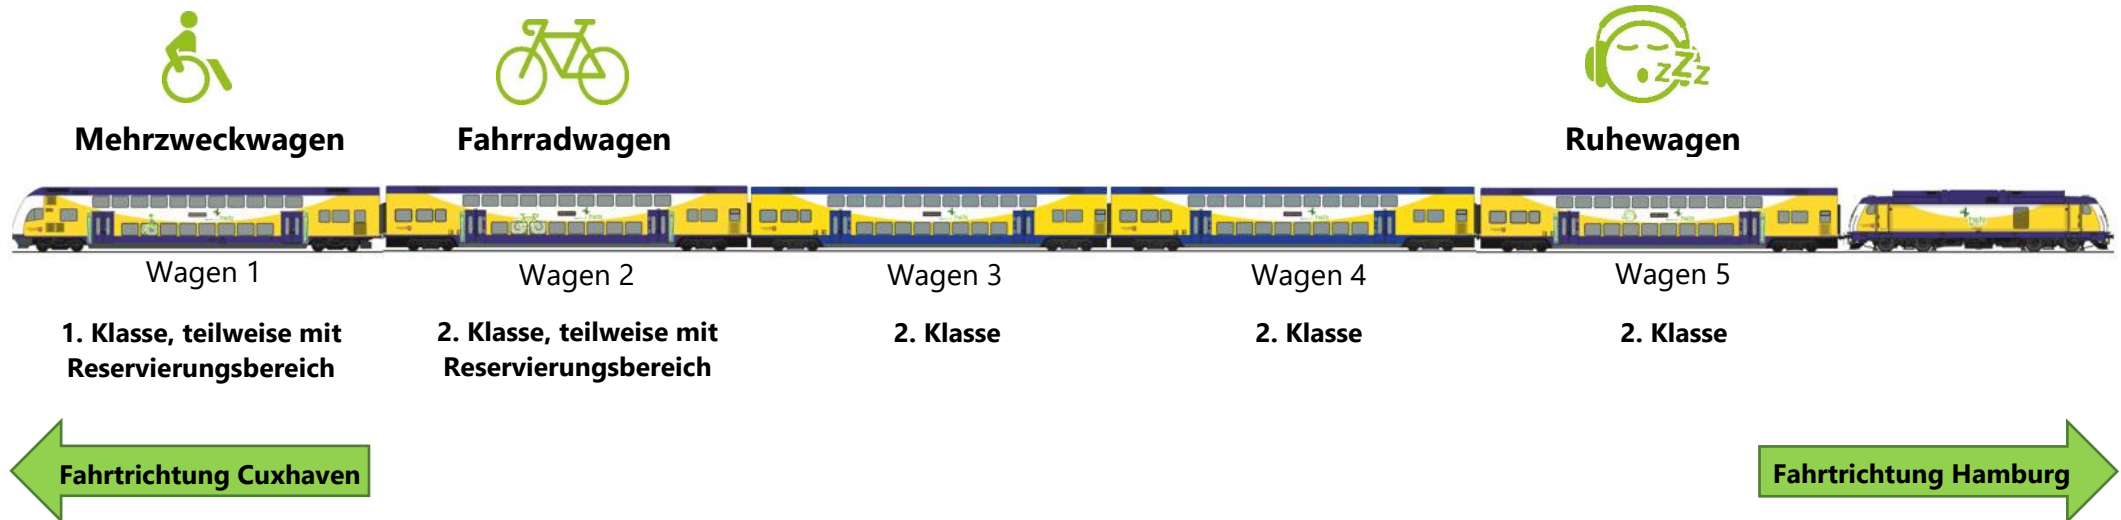 Mehrzweckwagen
Fahrradwagen
Ruhewagen
Wagen 1
Wagen 2
Wagen 3
Wagen 4
Wagen 5
1. Klasse, teilweise mit
Reservierungsbereich
2. Klasse, teilweise mit
Reservierungsbereich
2. Klasse
2. Klasse
2. Klasse
Fahrtrichtung Cuxhaven
Fahrtrichtung Hamburg